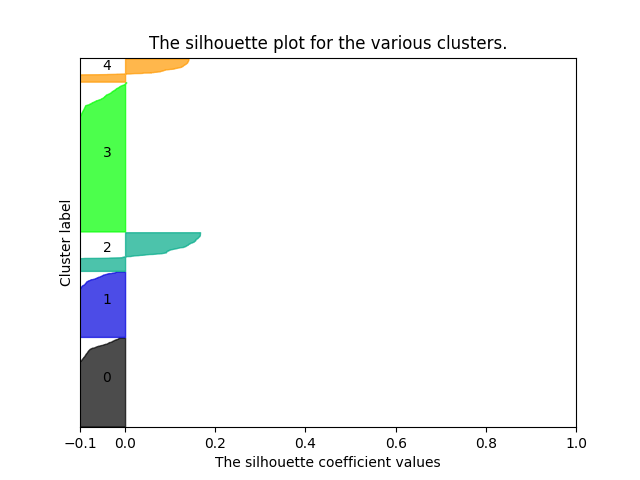 The silhouette plot for the various clusters.
4
3
2
1
0
Cluster label
−0.1 0.0 0.2 0.4 0.6 0.8 1.0
The silhouette coefficient values